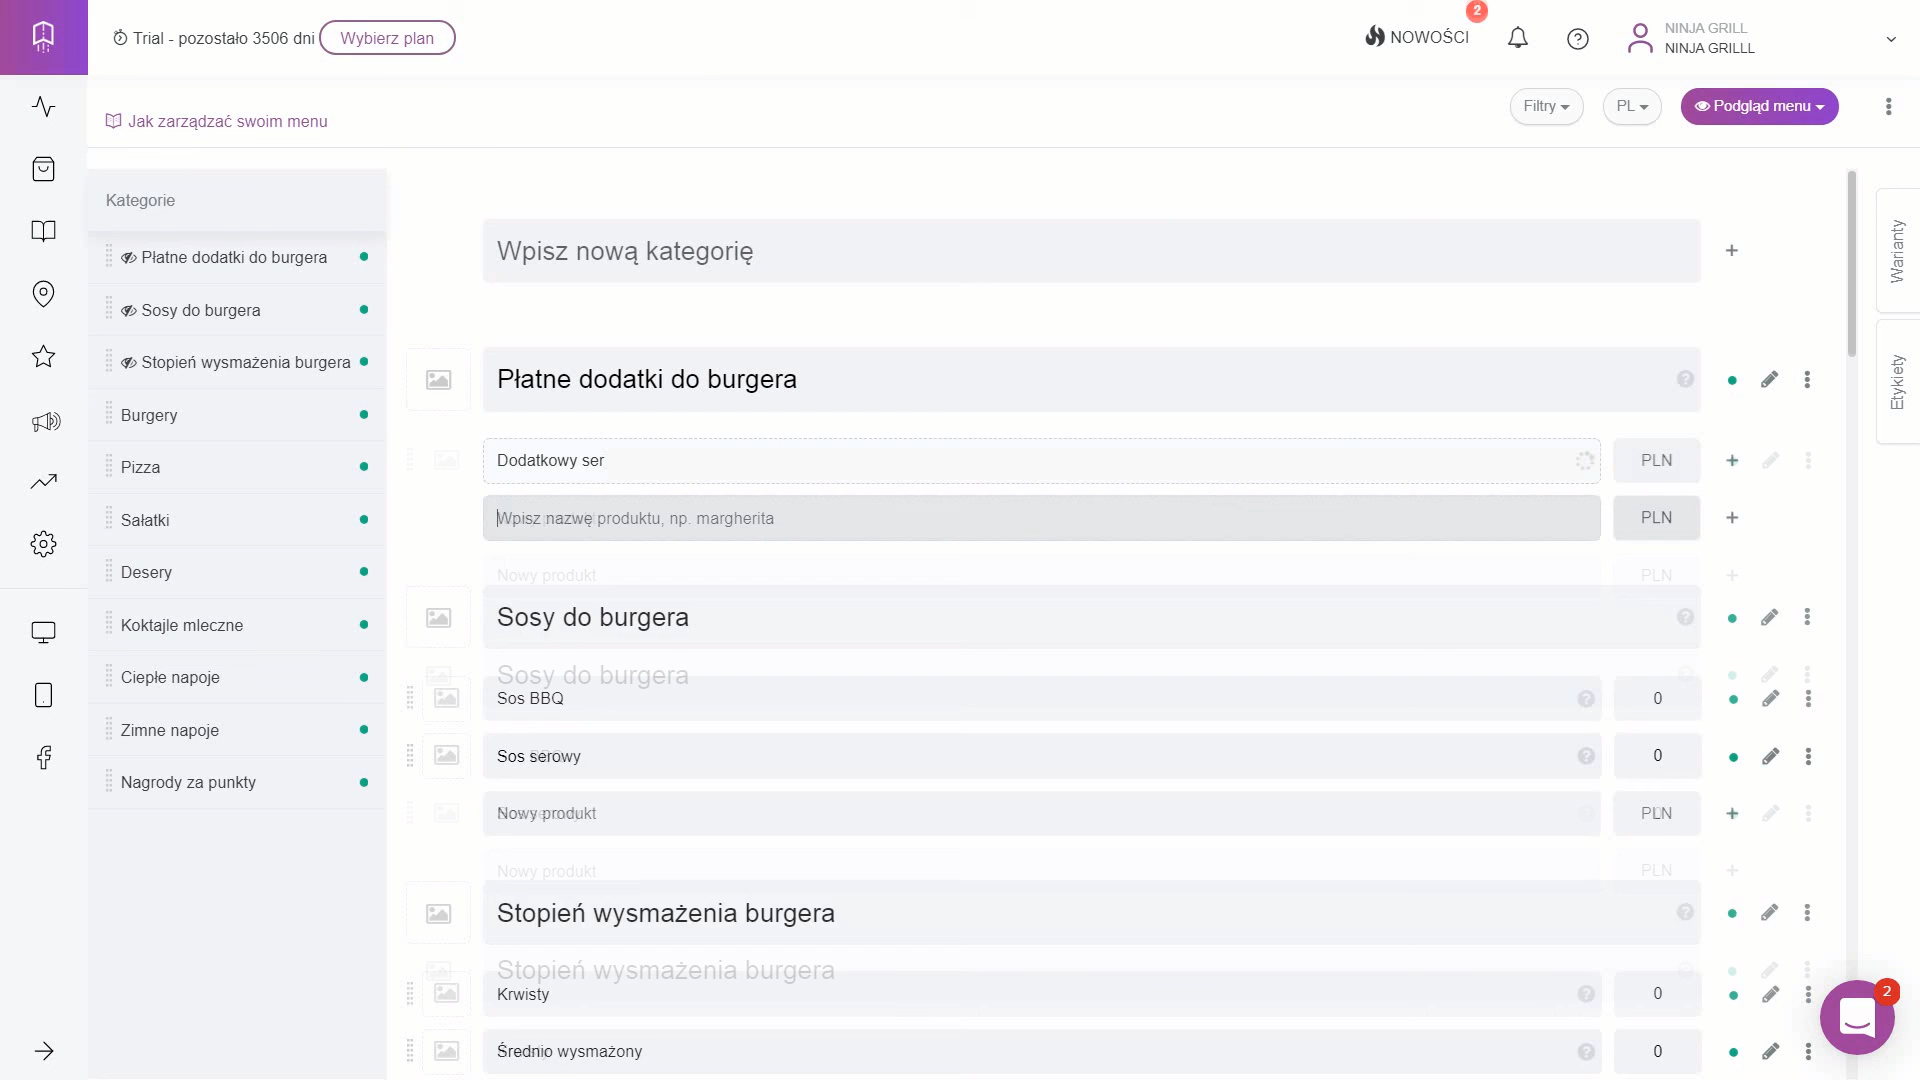 Trial - pozostało 3506 dni
Wybierz plan
NOWOŚCI
2
NINJA GRILL
NINJA GRILLL
Jak zarządzać swoim menu
Filtry
PL
Podgląd menu
Kategorie
Płatne dodatki do burgera
Sosy do burgera
Stopień wysmażenia burgera
Burgery
Pizza
Sałatki
Desery
Koktajle mleczne
Ciepłe napoje
Zimne napoje
Nagrody za punkty
Wpisz nową kategorię
Płatne dodatki do burgera
Dodatkowy ser
PLN
Wpisz nazwę produktu, np. margherita
PLN
Nowy produkt
PLN
Sosy do burgera
Sosy do burgera
Sos BBQ
0
Sos serowy
0
Nowy produkt
PLN
Nowy produkt
PLN
Stopień wysmażenia burgera
Stopień wysmażenia burgera
Krwisty
0
Średnio wysmażony
0
Warianty
Etykiety
2